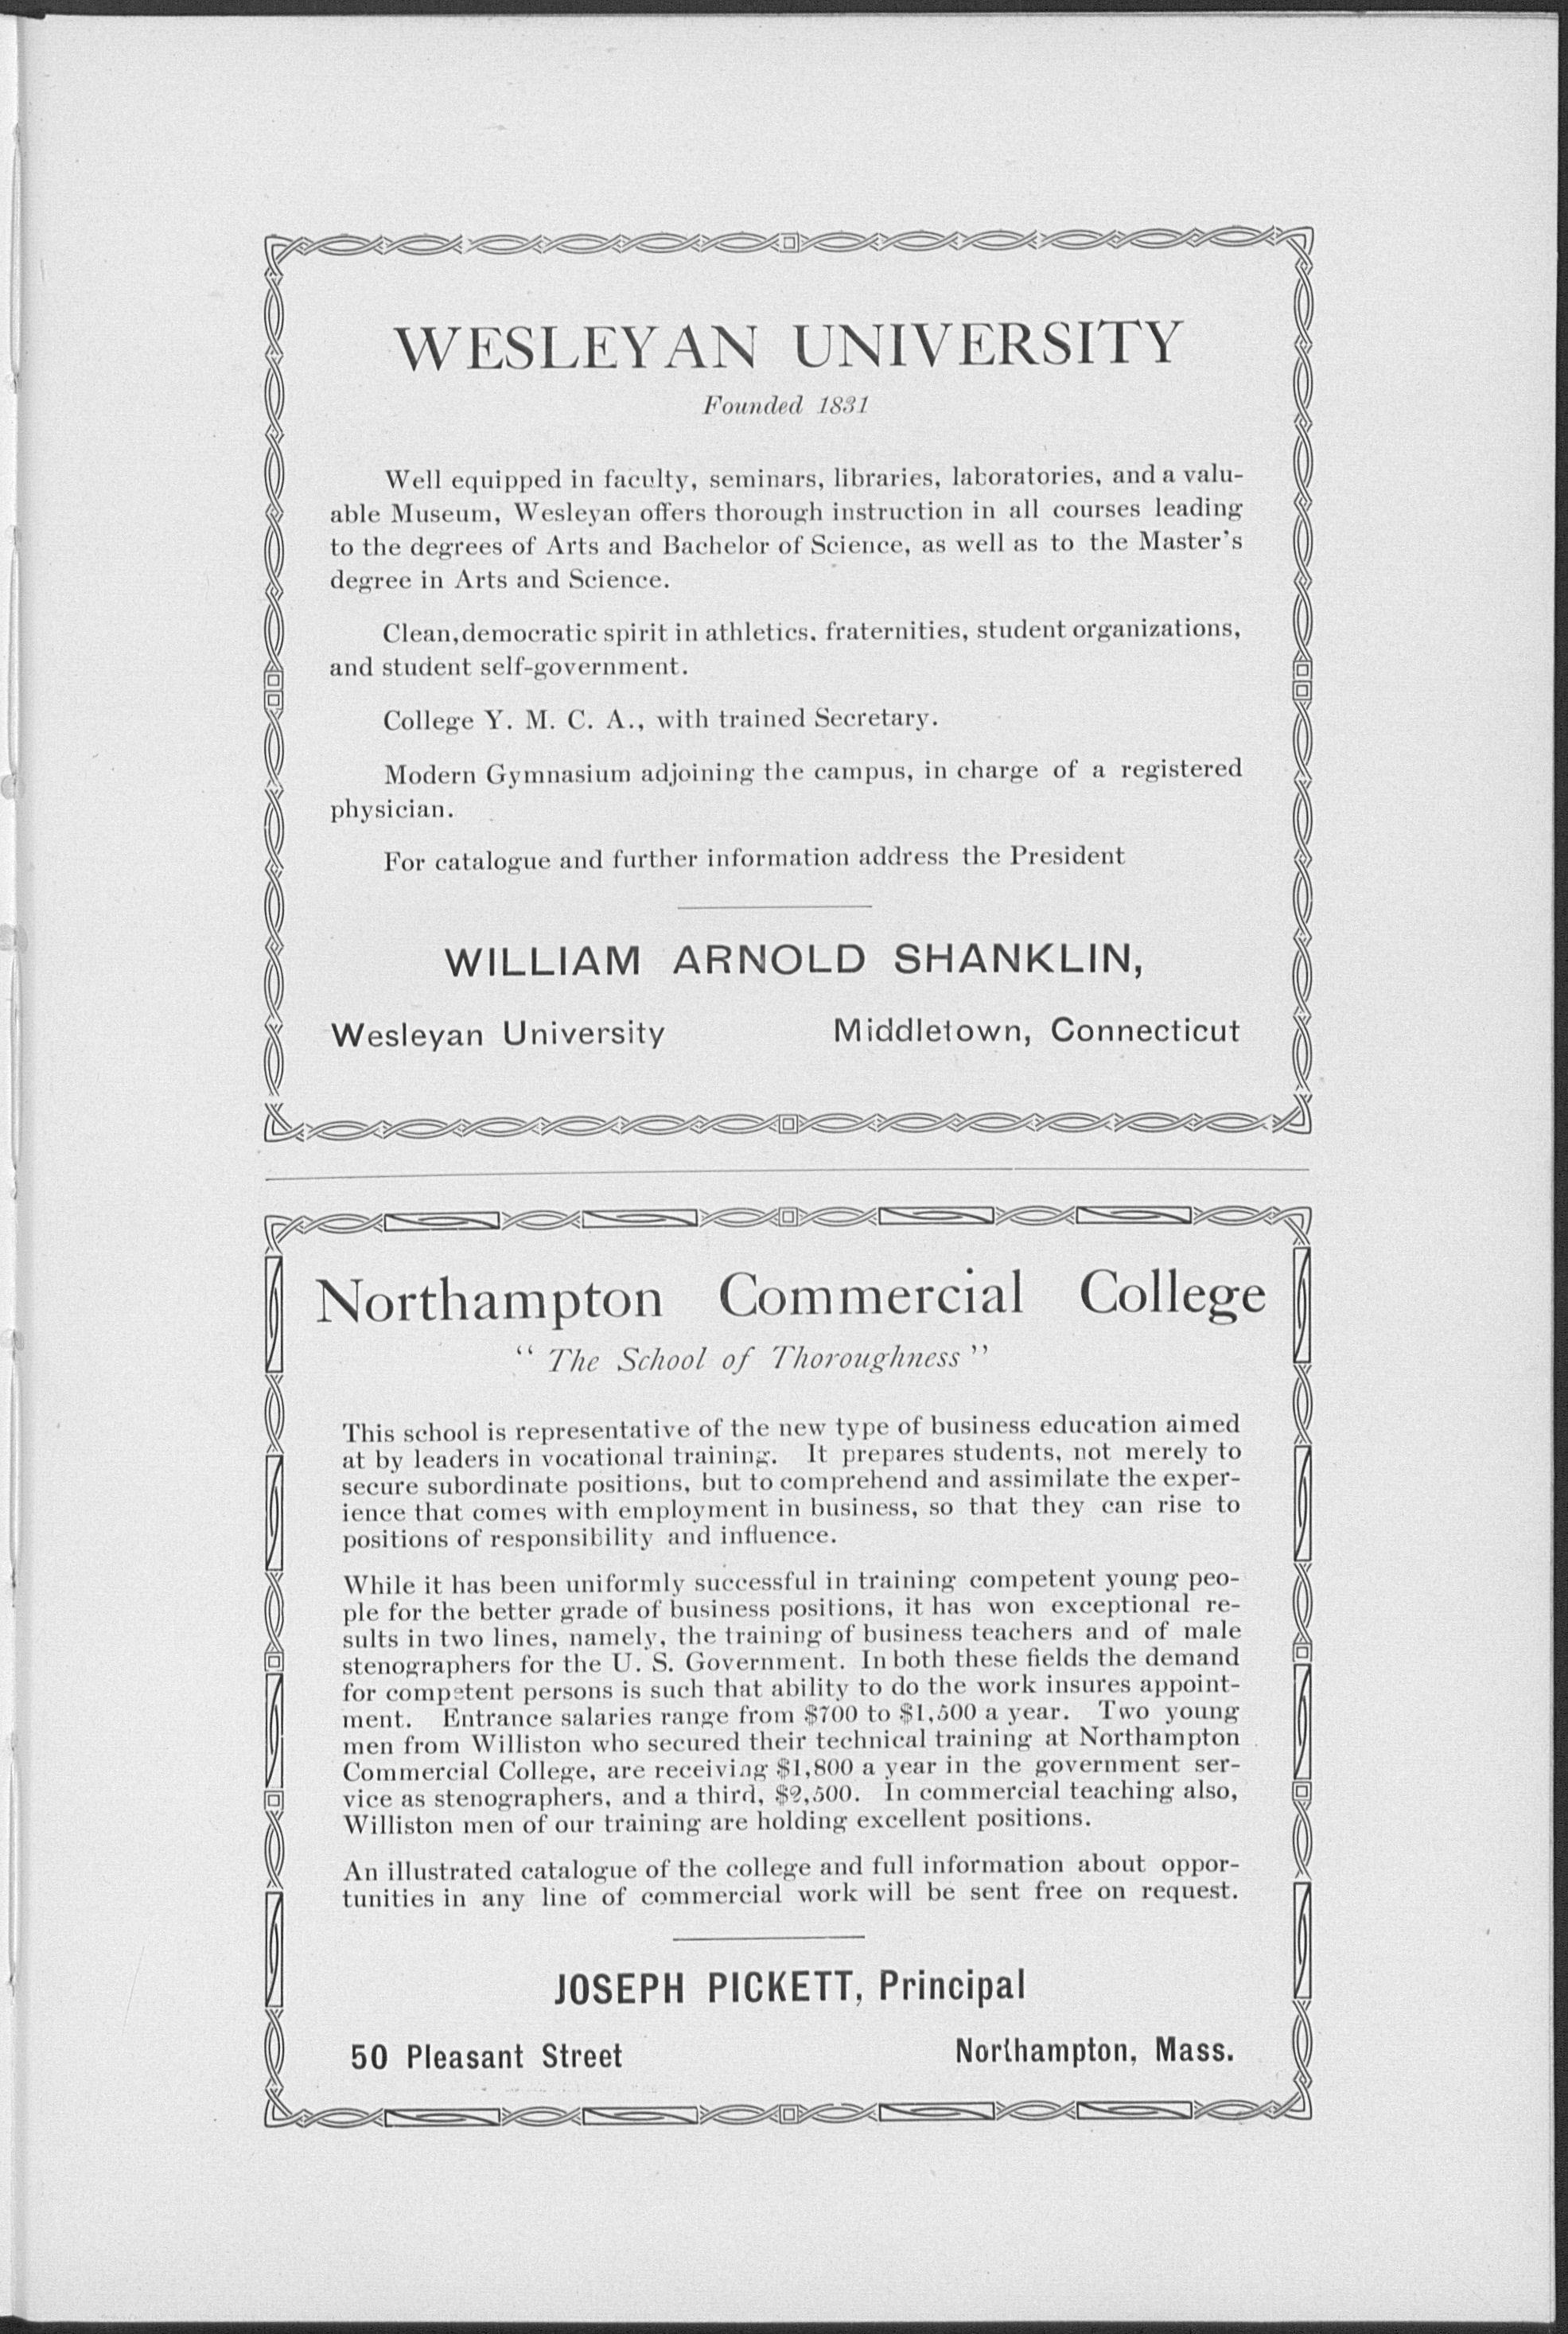 WESLEYAN UNIVERSITY
Founded 1831
Well equipped in faculty, seminars, libraries, laboratories, and a valu-
able Museum, Wesleyan offers thorough instruction in all courses leading
to the degrees of Arts and Bachelor of Science, as well as to the Master's
degree in Arts and Science.
Clean, democratic spirit in athletics. fraternities, student organizations,
and student self-government.
College Y. M. C. A., with trained Secretary.
Modern Gymnasium adjoining the campus, in charge of a registered
physician.
For catalogue and further information address the President
WILLIAM ARNOLD SHANKLIN,
Wesleyan University Middletown, Connecticut
Northampton Commercial College
" The School of Thoroughness "
This school is representative of the new type of business education aimed
at by leaders in vocational training. It prepares students, not merely to
secure subordinate positions, but to comprehend and assimilate the exper-
ience that comes with employment in business, so that they can rise to
positions of responsibility and influence.
While it has been uniformly successful in training competent young peo-
ple for the better grade of business positions, it has won exceptional re-
sults in two lines, namely, the training of business teachers and of male
stenographers for the U. S. Government. In both these fields the demand
for competent persons is such that ability to do the work insures appoint-
ment. Entrance salaries range from $700 to $1,500 a year. Two young
men from Williston who secured their technical training at Northampton
Commercial College, are receiving $1,800 a year in the government ser-
vice as stenographers, and a third, $2,500. In commercial teaching also,
Williston men of our training are holding excellent positions.
An illustrated catalogue of the college and full information about oppor-
tunities in any line of commercial work will be sent free on request.
JOSEPH PICKETT, Principal
50 Pleasant Street Northampton, Mass.